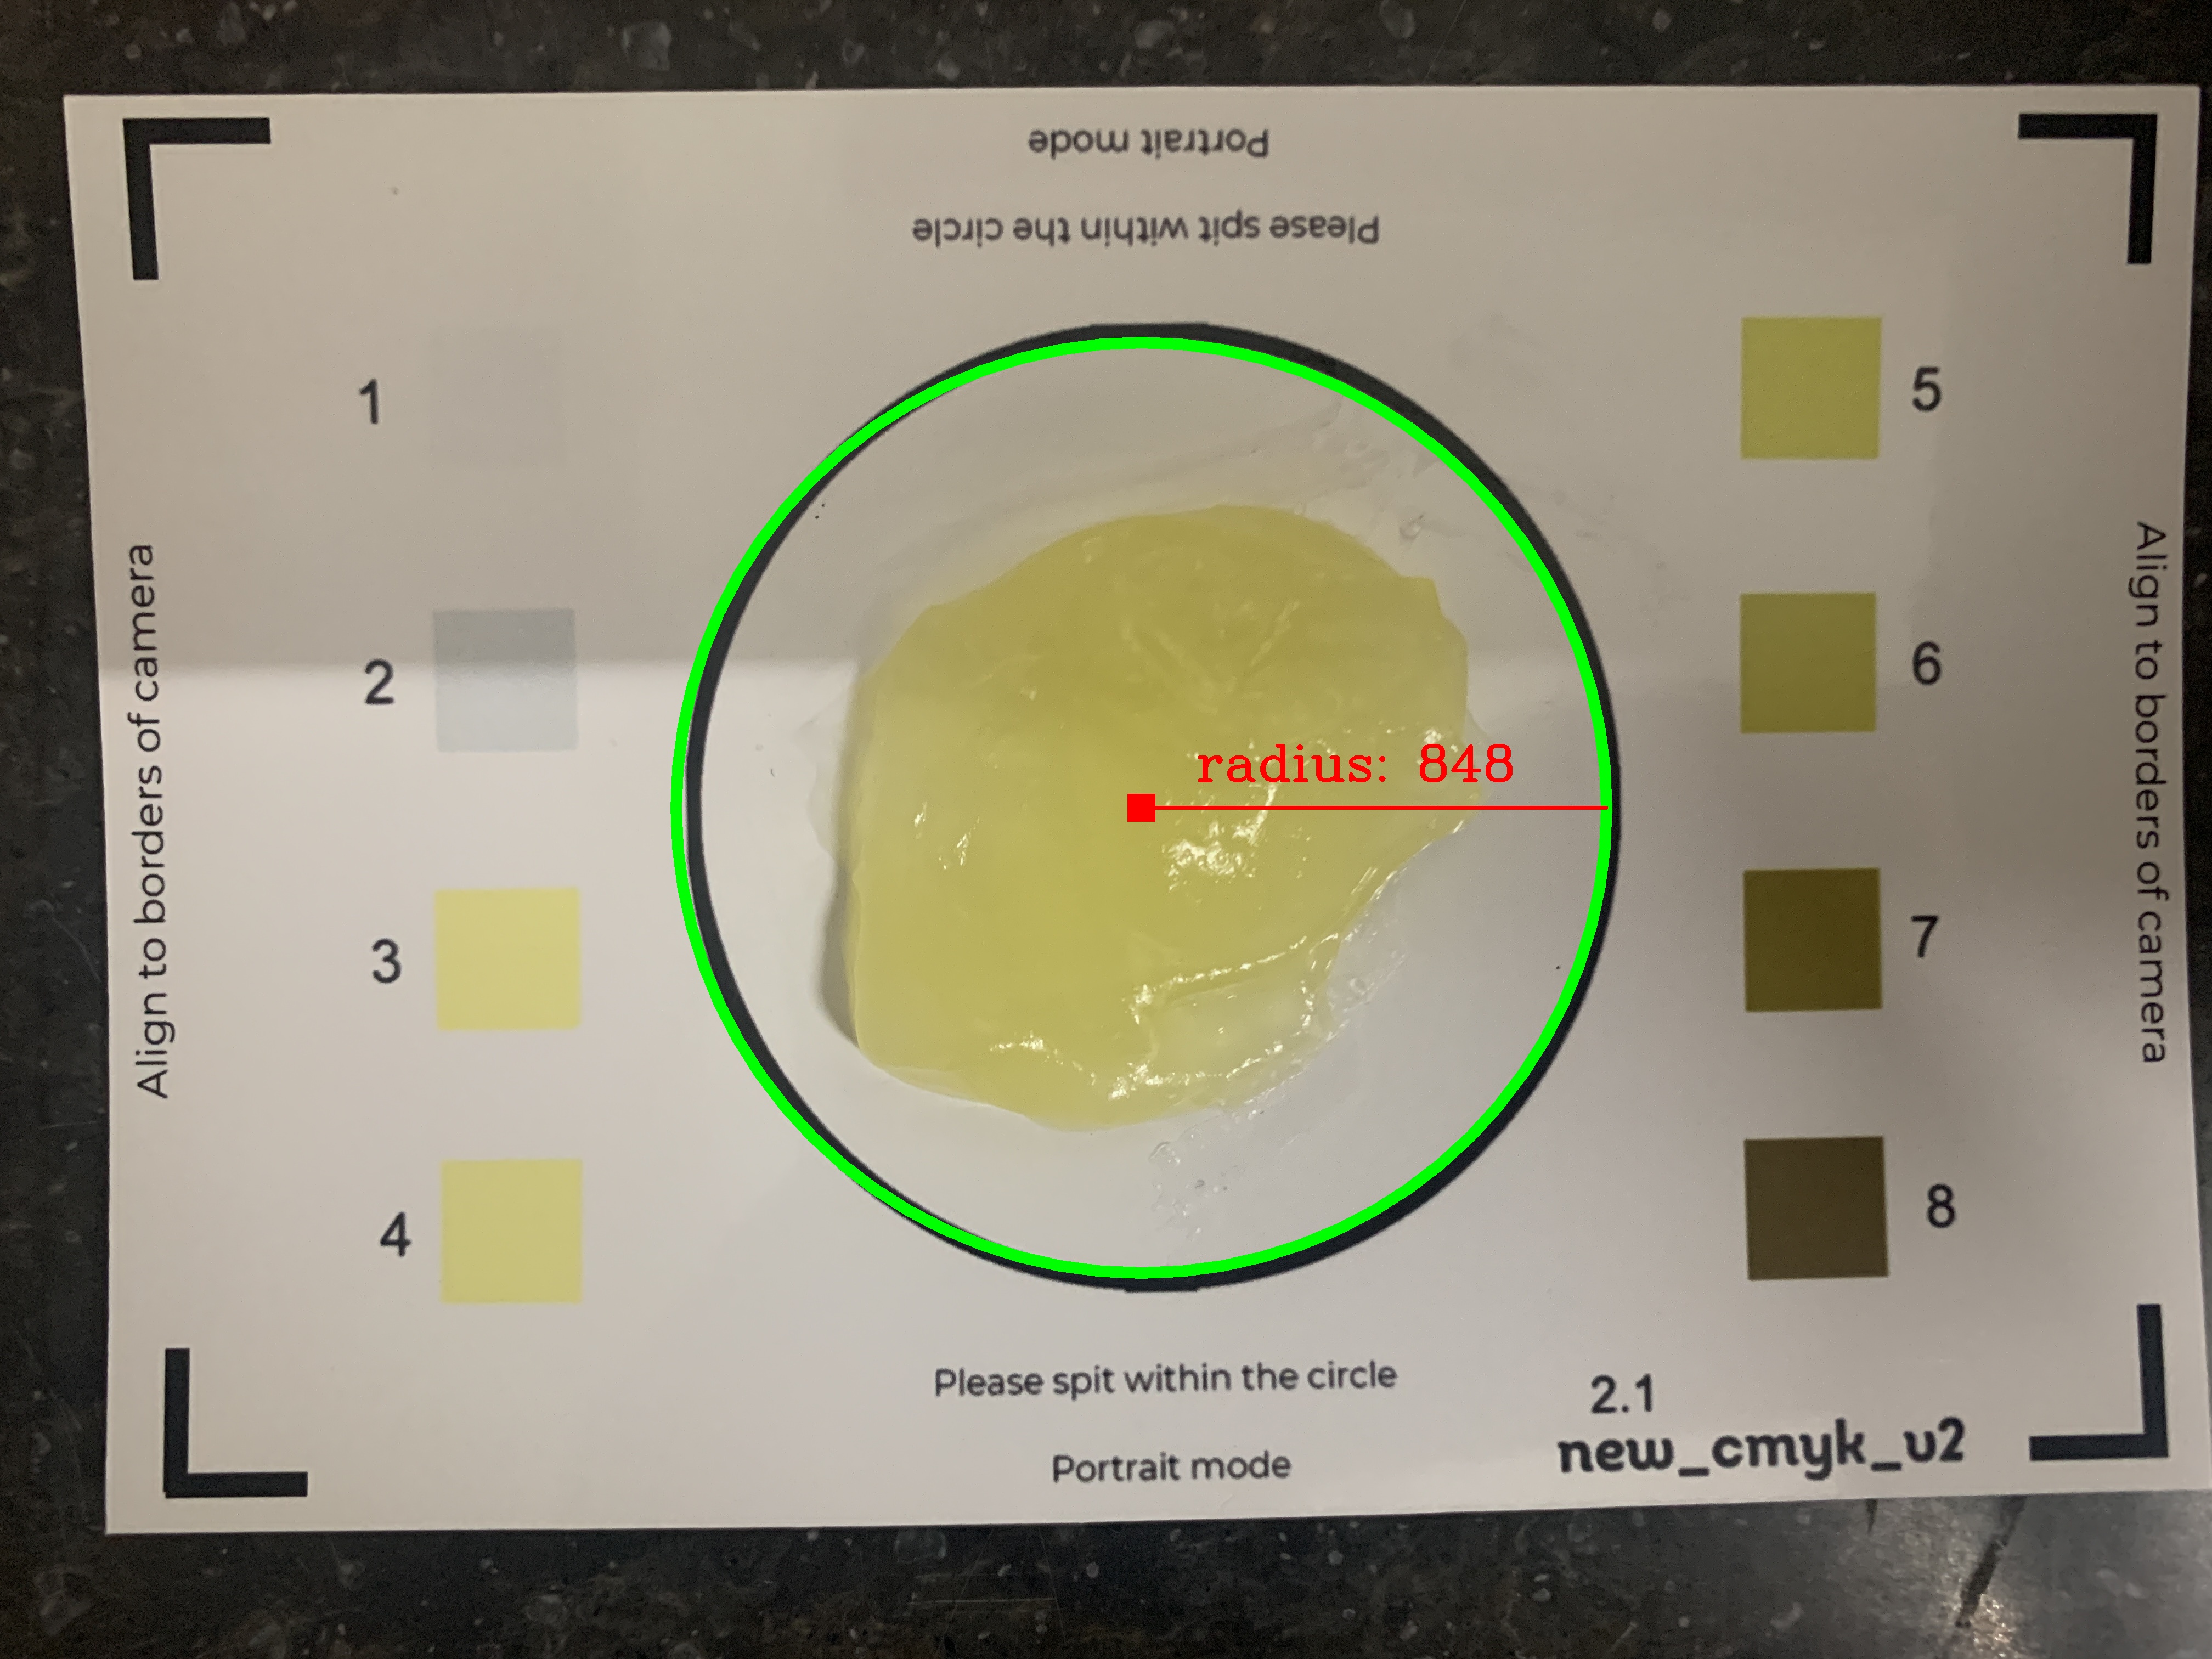 Portrait mode
Please spit within the circle
1
2
3
4
5
6
7
8
Align to borders of camera
Align to borders of camera
radius: 848
Please spit within the circle
Portrait mode
2.1
new_cmyk_v2